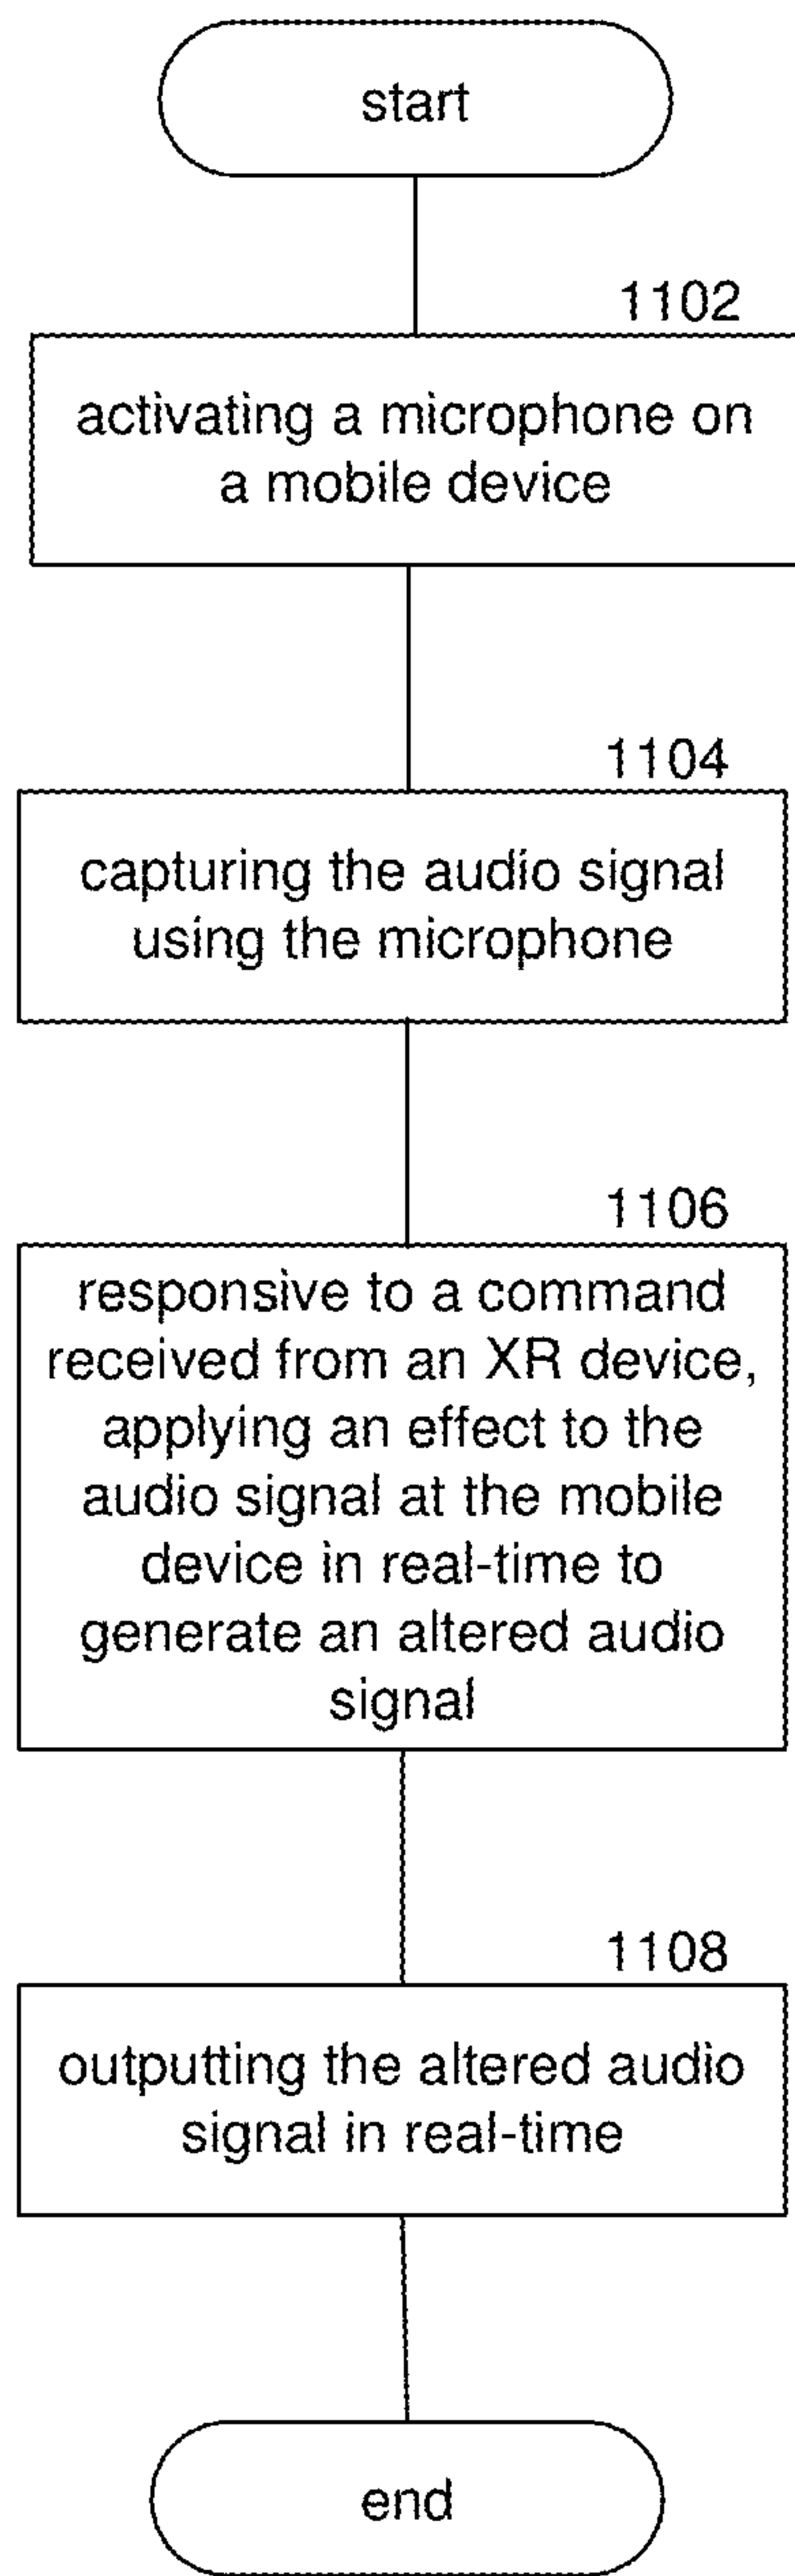 start
1102
activating a microphone on
a mobile device
1104
capturing the audio signal
using the microphone
1106
responsive to a command
received from an XR device,
applying an effect to the
audio signal at the mobile
device in real-time to
generate an altered audio
signal
1108
outputting the altered audio
signal in real-time
end